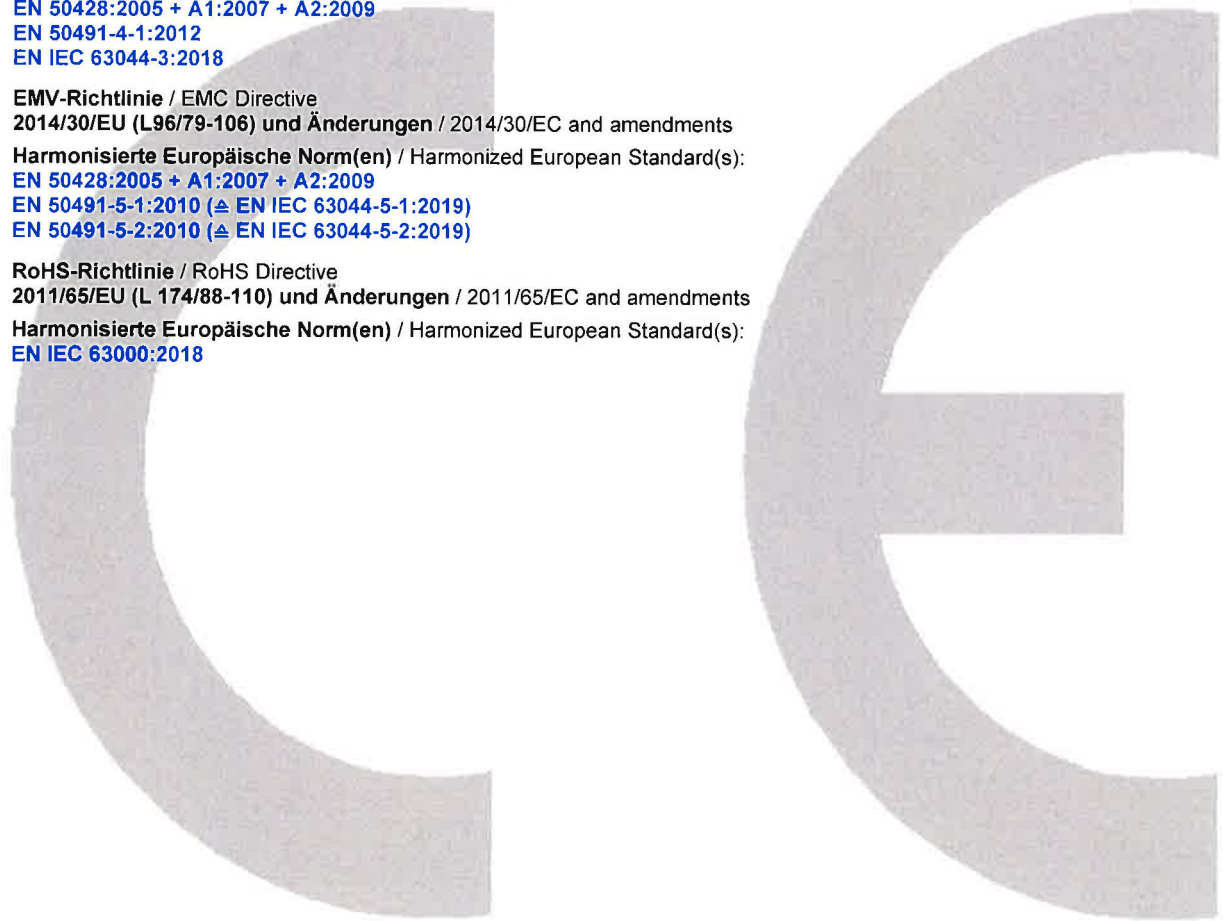 EN 50428:2005 + A1:2007 + A2:2009
EN 50491-4-1:2012
EN IEC 63044-3:2018
EMV-Richtlinie / EMC Directive
2014/30/EU (L96/79-106) und Änderungen / 2014/30/EC and amendments
Harmonisierte Europäische Norm(en) / Harmonized European Standard(s):
EN 50428:2005 + A1:2007 + A2:2009
EN 50491-5-1:2010 (≙ EN IEC 63044-5-1:2019)
EN 50491-5-2:2010 (≙ EN IEC 63044-5-2:2019)
RoHS-Richtlinie / RoHS Directive
2011/65/EU (L 174/88-110) und Änderungen / 2011/65/EC and amendments
Harmonisierte Europäische Norm(en) / Harmonized European Standard(s):
EN IEC 63000:2018
CE